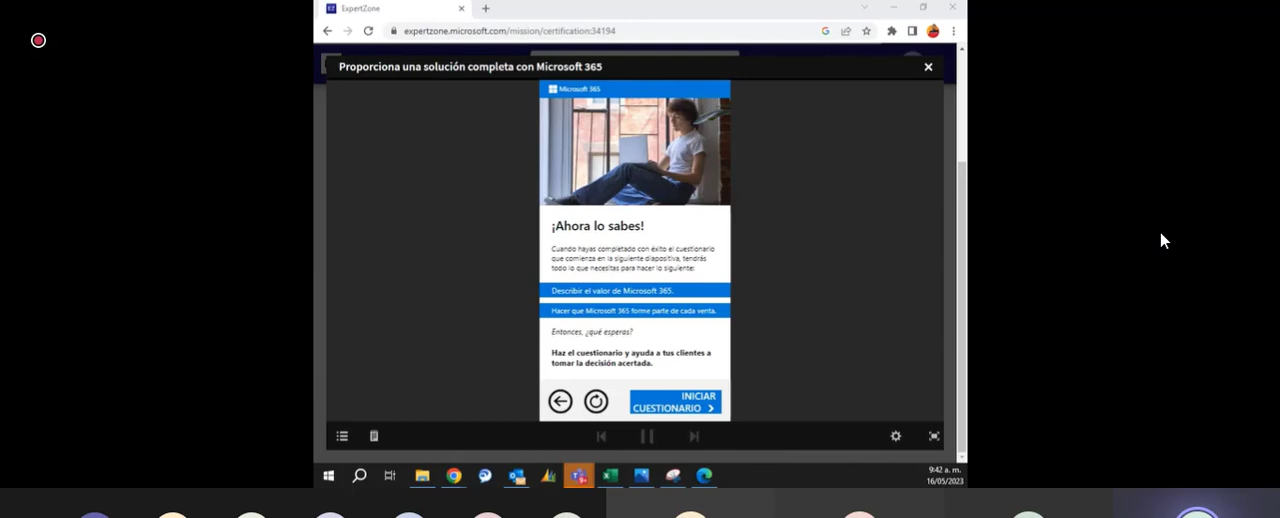 ExpertZone
expertzone.microsoft.com/mission/certification:34194
Proporciona una solución completa con Microsoft 365
Microsoft 365
¡Ahora lo sabes!
Cuando hayas completado con éxito el cuestionario
que comienza en la siguiente diapositiva, tendrás
todo lo que necesitas para hacer lo siguiente:
Describir el valor de Microsoft 365.
Hacer que Microsoft 365 forme parte de cada venta.
Entonces, ¿qué esperas?
Haz el cuestionario y ayuda a tus clientes a
tomar la decisión acertada.
INICIAR
CUESTIONARIO
9:42 a. m.
16/05/2023